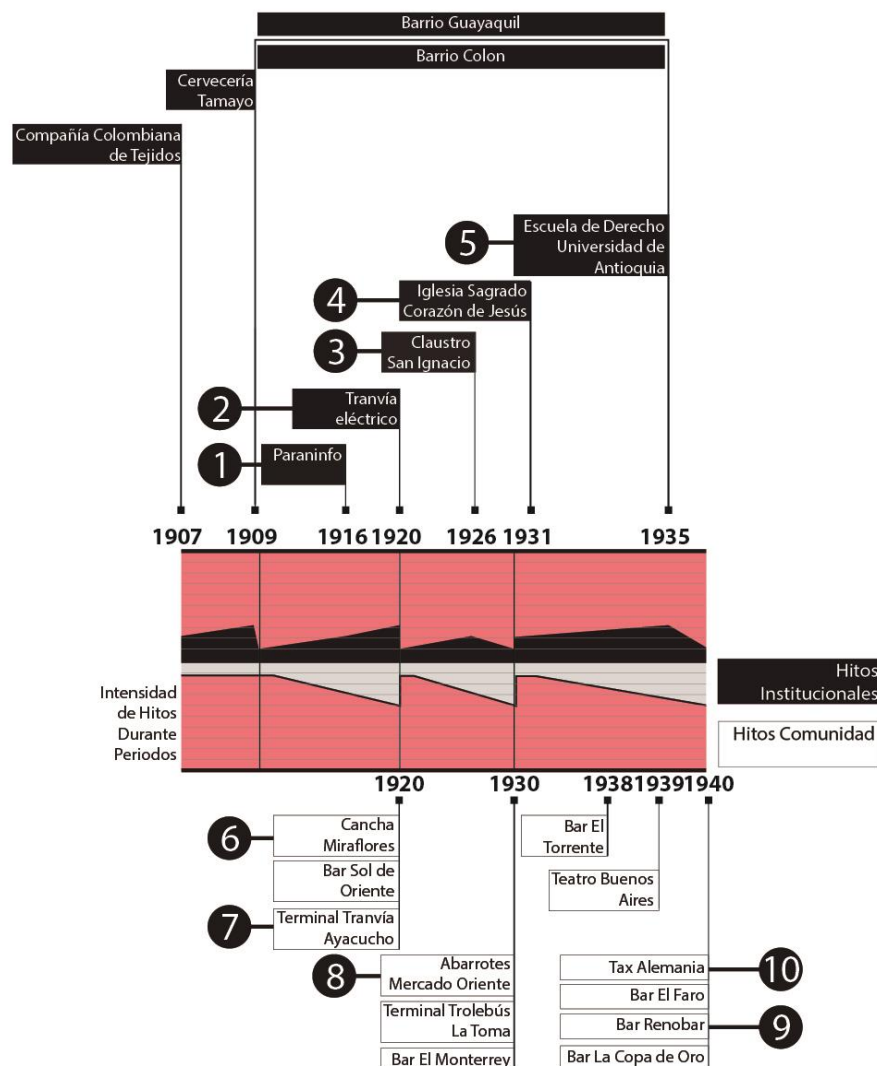 Barrio Guayaquil
Barrio Colon
Cervecería
Tamayo
Compañía Colombiana
de Tejidos
5
Escuela de Derecho
Universidad de
Antioquia
4
Iglesia Sagrado
Corazón de Jesús
3
Claustro
San Ignacio
2
Tranvía
eléctrico
1
Paraninfo
1907 1909 1916 1920 1926 1931 1935
Intensidad
de Hitos
Durante
Periodos
Hitos
Institucionales
Hitos Comunidad
1920 1930 1938 1939 1940
6
Cancha
Miraflores
Bar Sol de
Oriente
7
Terminal Tranvía
Ayacucho
Bar El
Torrente
Teatro Buenos
Aires
8
Abarrotes
Mercado Oriente
Terminal Trolebús
La Toma
Bar El Monterrey
Tax Alemania
10
Bar El Faro
Bar Renobar
9
Bar La Copa de Oro